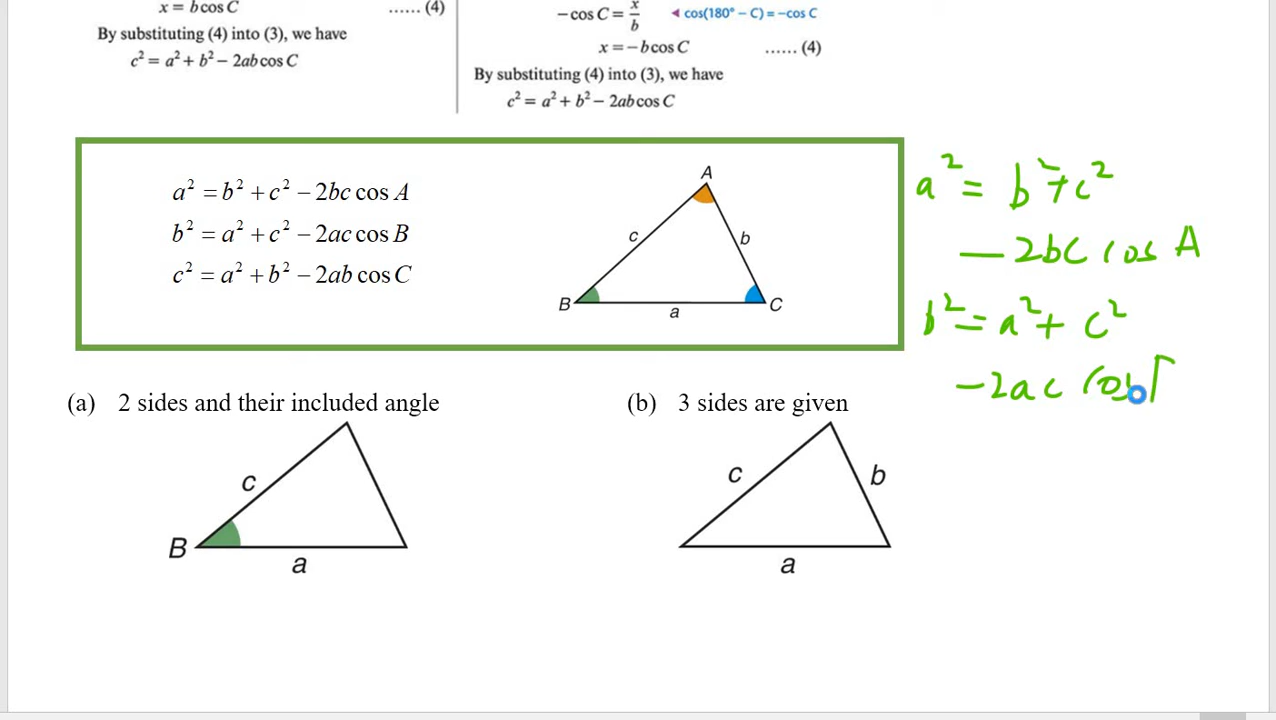 x = b cos C ...... (4)
By substituting (4) into (3), we have
c² = a² + b² − 2ab cos C
−cos C = x/b ◄ cos(180° − C) = −cos C
x = −b cos C ...... (4)
By substituting (4) into (3), we have
c² = a² + b² − 2ab cos C
a² = b² + c² − 2bc cos A
b² = a² + c² − 2ac cos B
c² = a² + b² − 2ab cos C
A
c
b
B
a
C
a² = b² + c²
− 2bc cos A
b² = a² + c²
− 2ac cos
(a) 2 sides and their included angle
c
B
a
(b) 3 sides are given
c
b
a